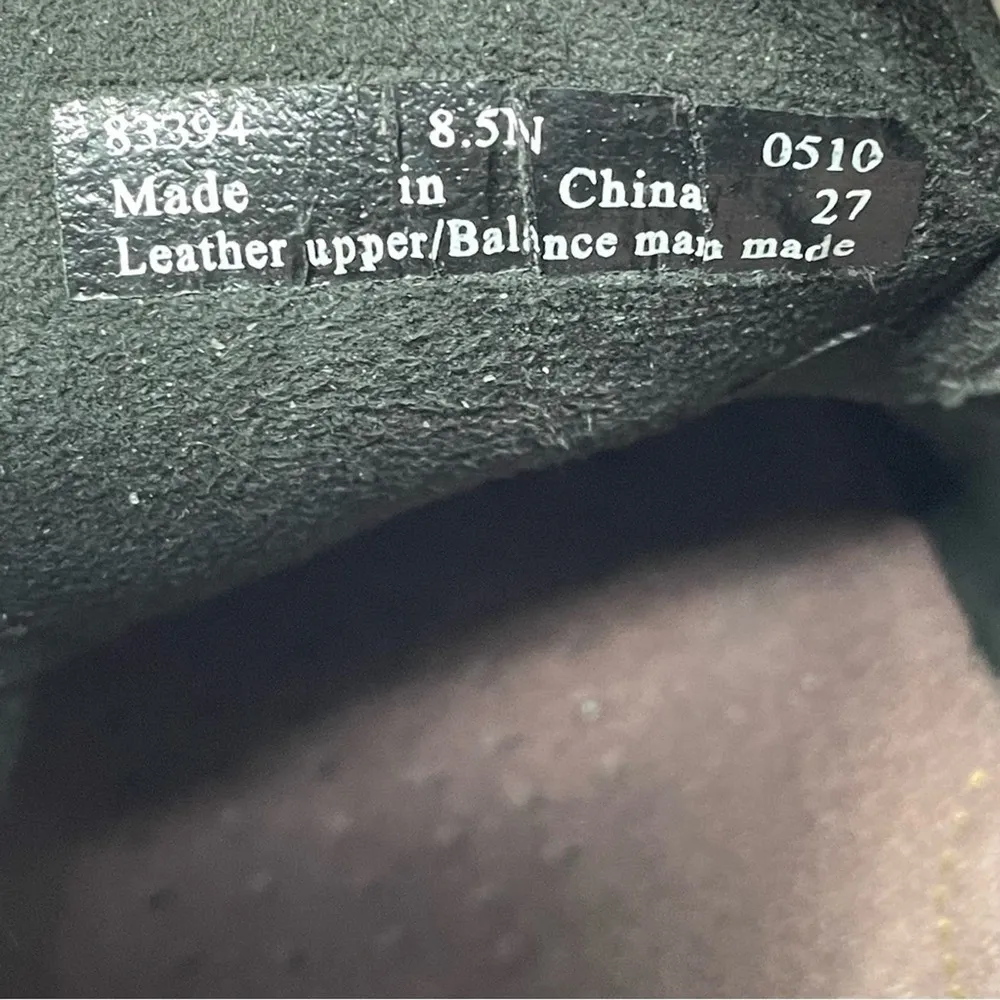 83394 8.5N 0510
Made in China 27
Leather upper/Balance man made